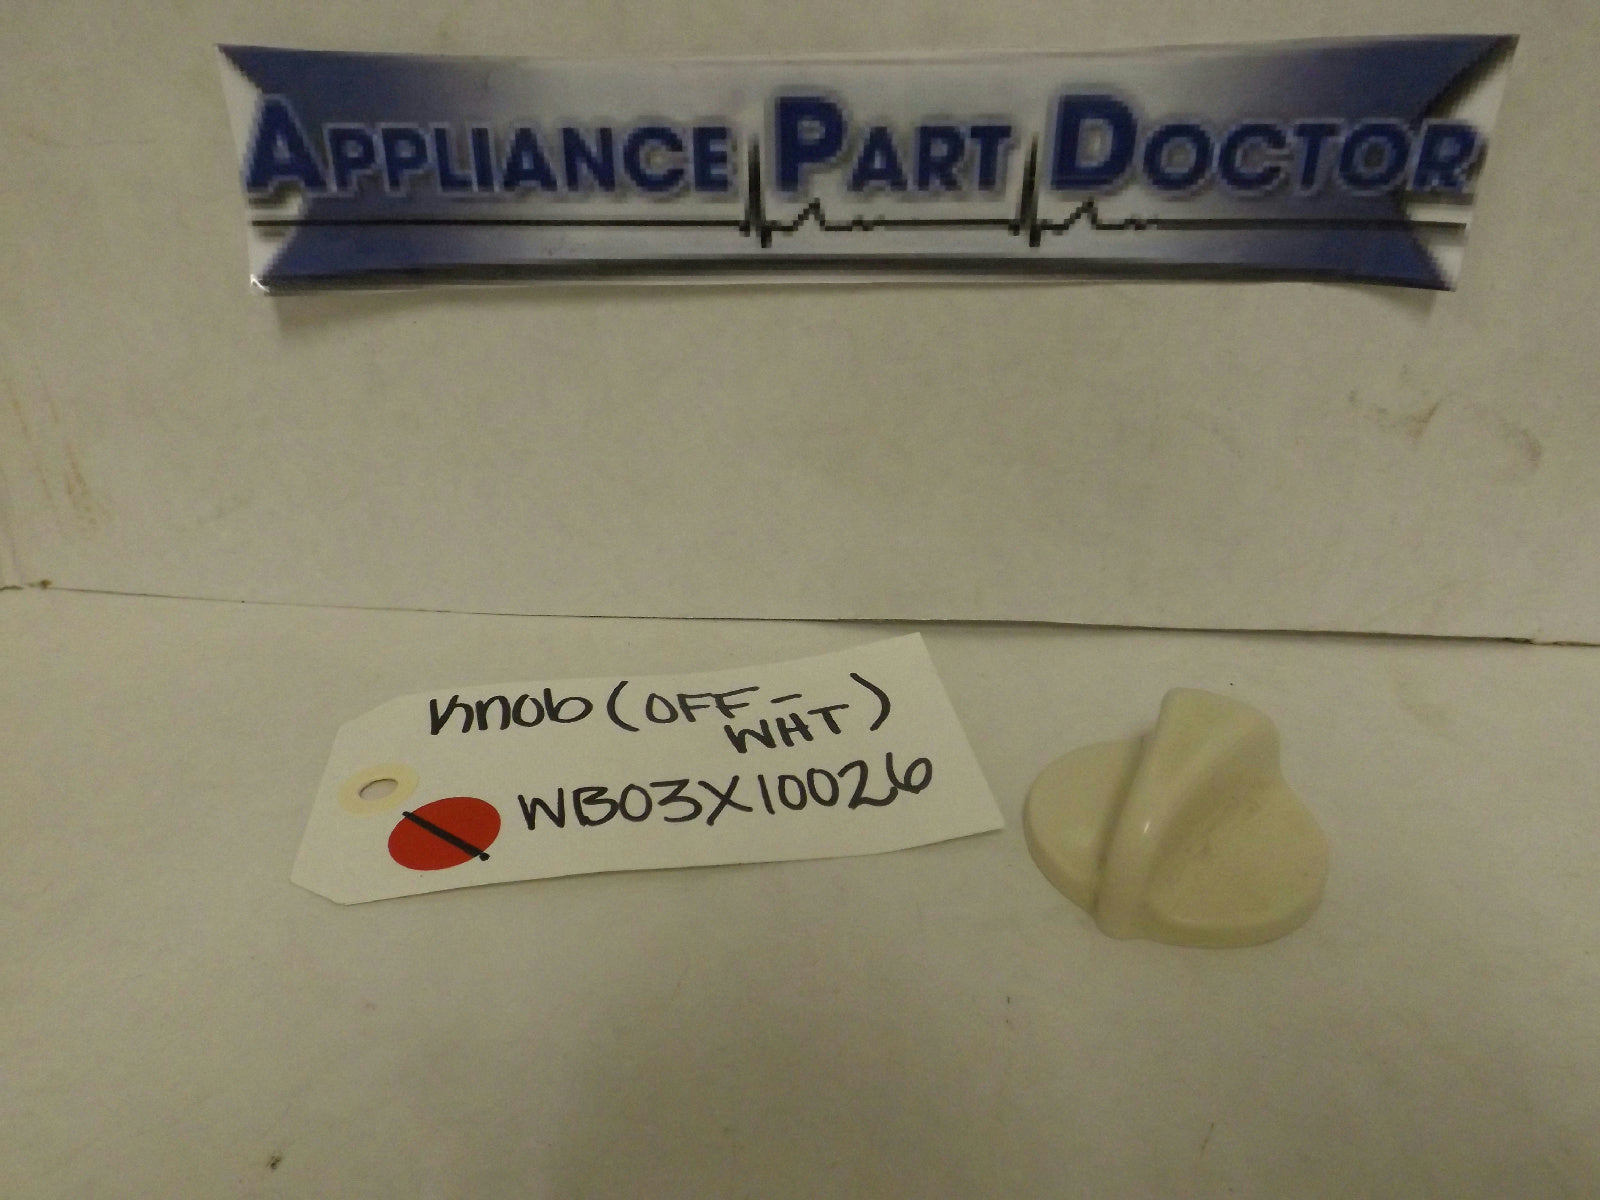 APPLIANCE PART DOCTOR
Knob (OFF-
WHT)
WB03X10026